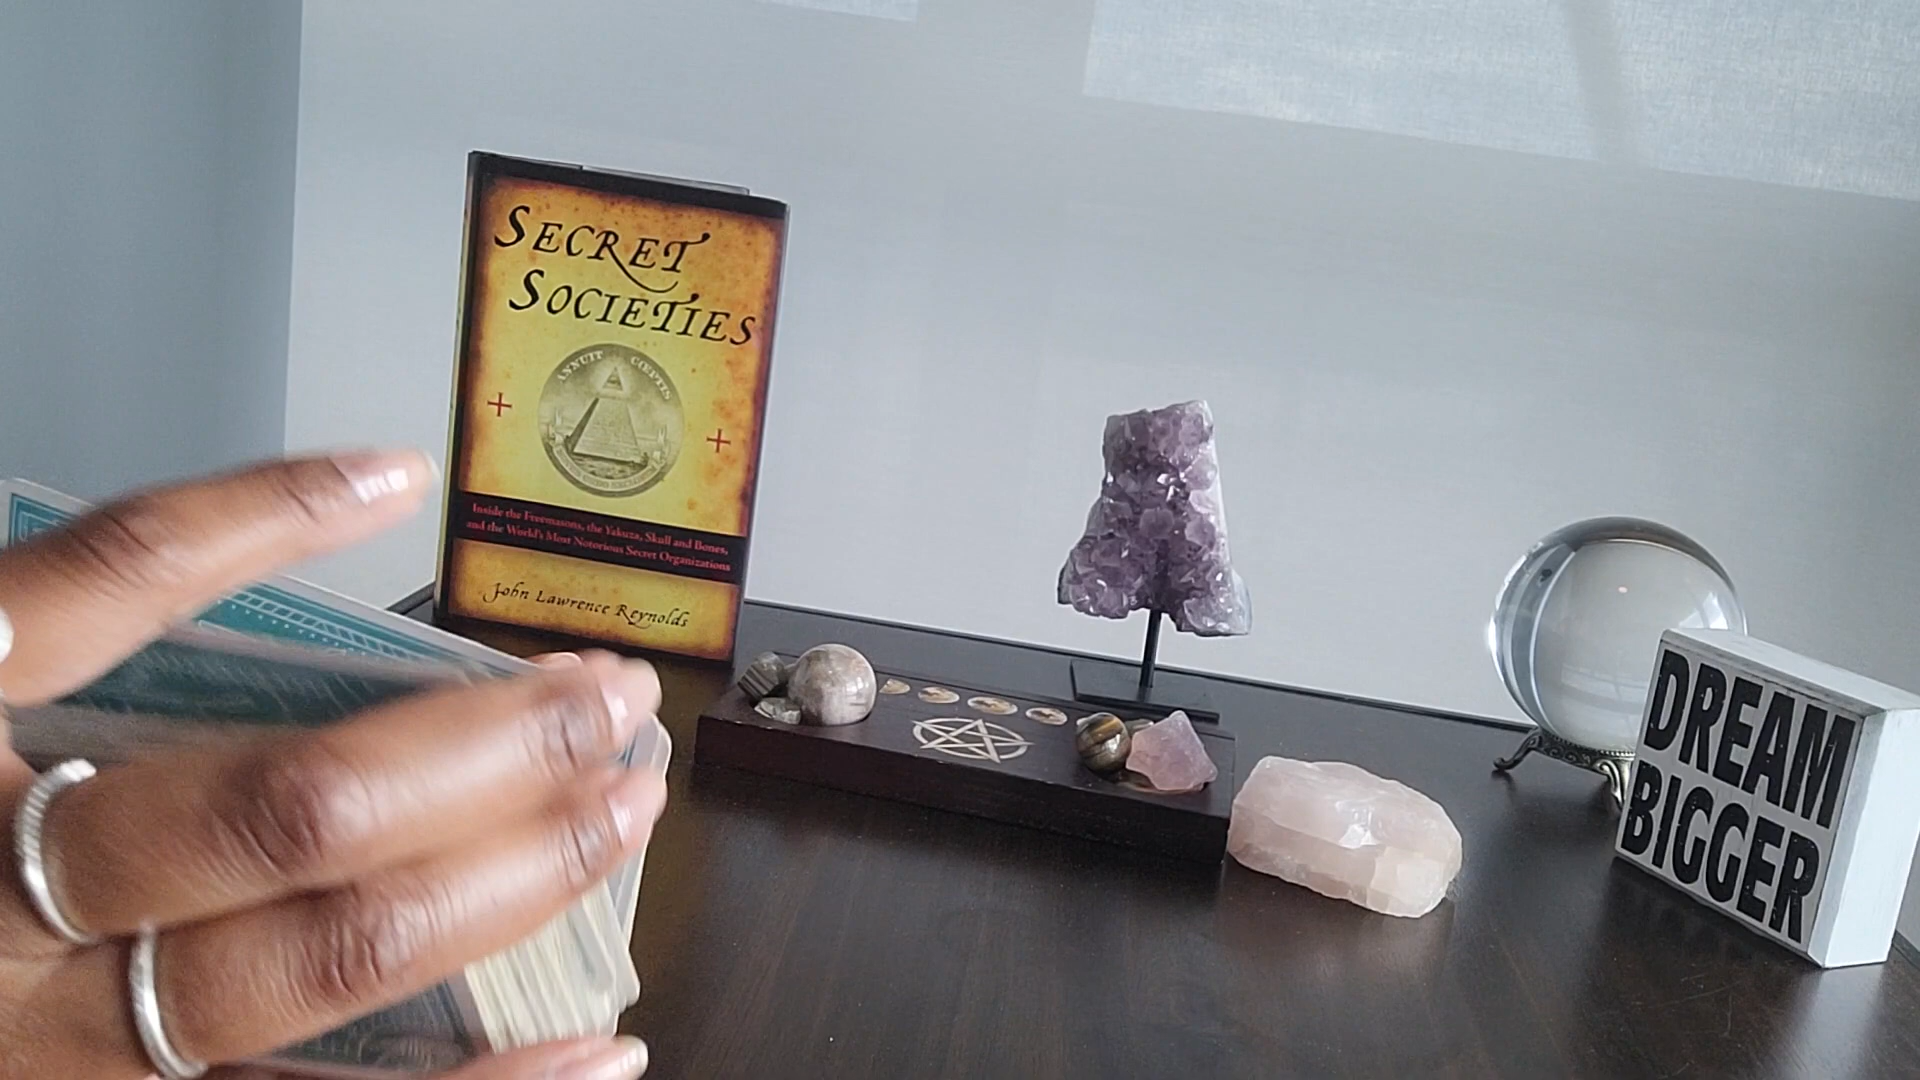 SECRET
SOCIETIES
ANNUIT CŒPTIS
Inside the Freemasons, the Yakuza, Skull and Bones,
and the World's Most Notorious Secret Organizations
John Lawrence Reynolds
DREAM
BIGGER